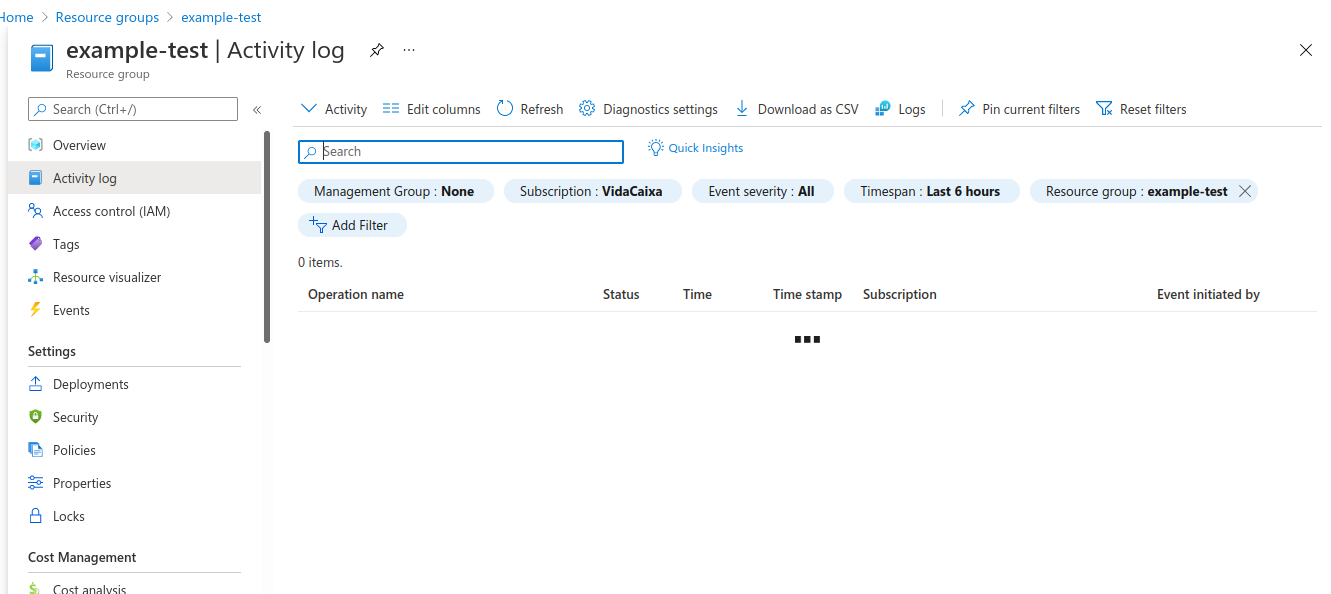 Home > Resource groups > example-test
example-test | Activity log
Resource group
Search (Ctrl+/)
Overview
Activity log
Access control (IAM)
Tags
Resource visualizer
Events
Settings
Deployments
Security
Policies
Properties
Locks
Cost Management
Cost analysis
Activity Edit columns Refresh Diagnostics settings Download as CSV Logs Pin current filters Reset filters
Search Quick Insights
Management Group : None Subscription : VidaCaixa Event severity : All Timespan : Last 6 hours Resource group : example-test
Add Filter
0 items.
Operation name Status Time Time stamp Subscription Event initiated by